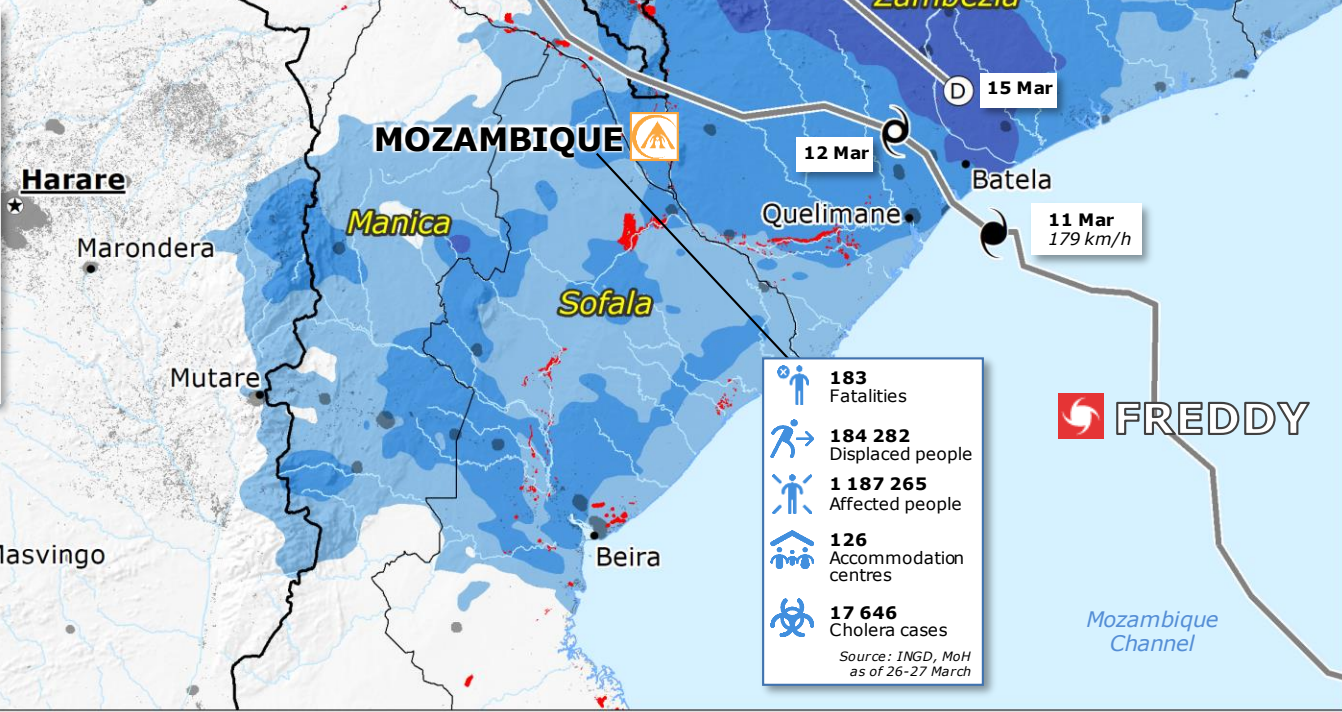 Zambezia
D
15 Mar
MOZAMBIQUE
12 Mar
Harare
Batela
Manica
Quelimane
11 Mar
179 km/h
Marondera
Sofala
Mutare
183
Fatalities
FREDDY
184 282
Displaced people
1 187 265
Affected people
126
Accommodation
centres
Beira
asvingo
17 646
Cholera cases
Mozambique
Channel
Source: INGD, MoH
as of 26-27 March